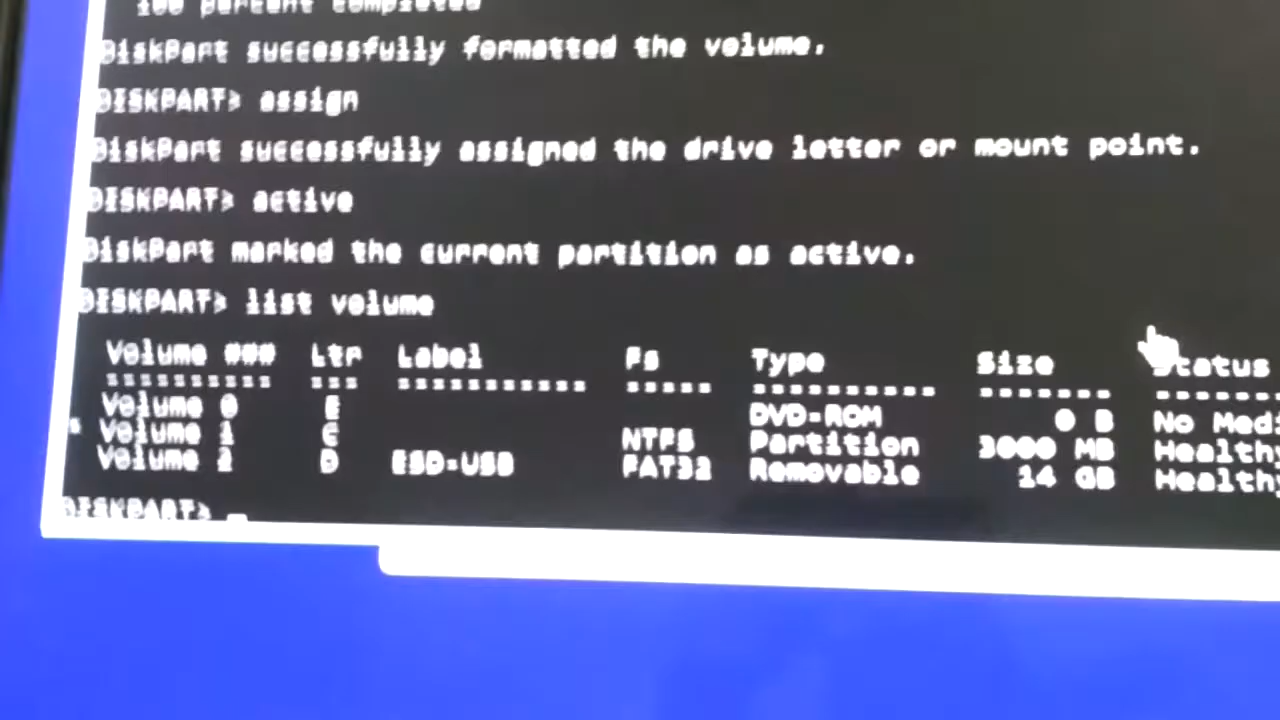 100 percent completed
DiskPart successfully formatted the volume.
DISKPART> assign
DiskPart successfully assigned the drive letter or mount point.
DISKPART> active
DiskPart marked the current partition as active.
DISKPART> list volume
Volume ### Ltr Label Fs Type Size Status
---------- --- ----------- ----- ---------- ------- -------
Volume 0 E DVD-ROM 0 B No Medi
* Volume 1 C NTFS Partition 3000 MB Healthy
Volume 2 D ESD-USB FAT32 Removable 14 GB Healthy
DISKPART> _